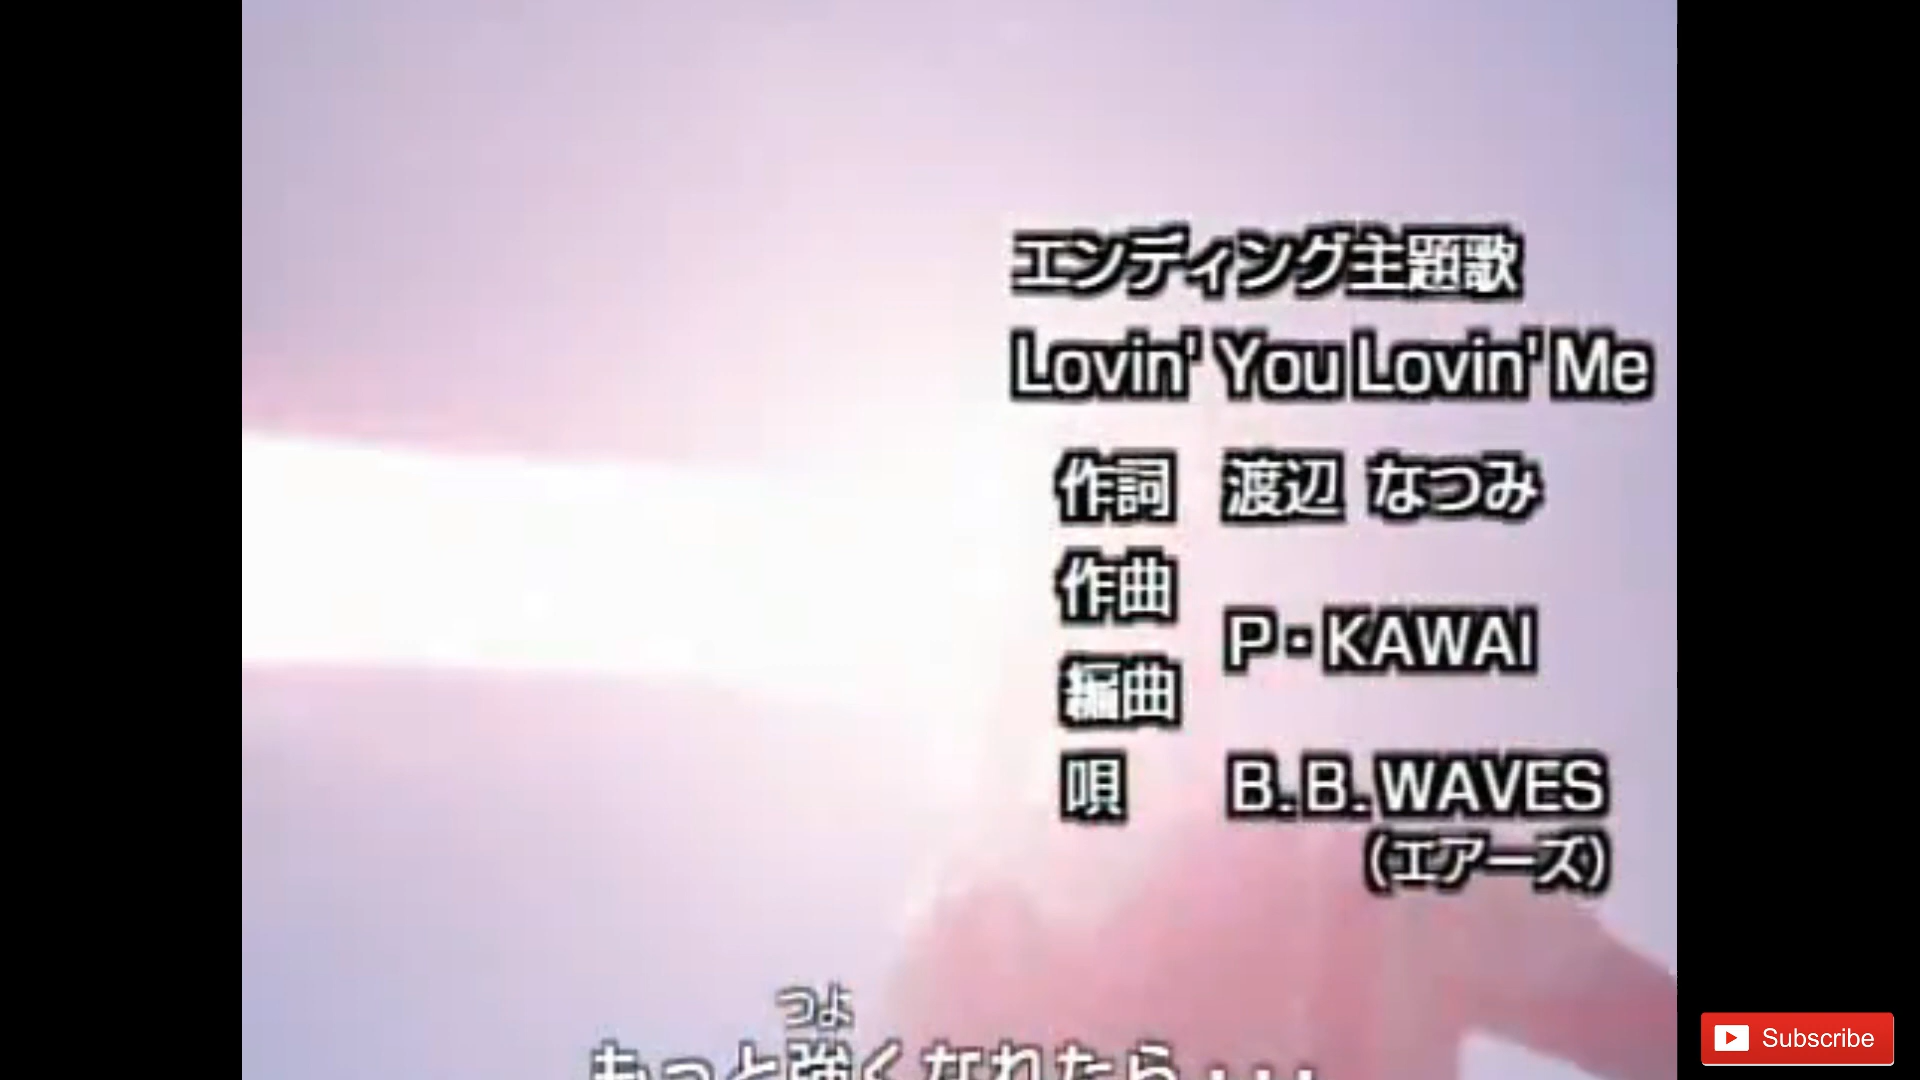 エンディング主題歌
Lovin' You Lovin' Me
作詞 渡辺 なつみ
作曲
編曲
P・KAWAI
唄 B.B.WAVES
(エアーズ)
つよ
もっと強くなれたら・・・
Subscribe